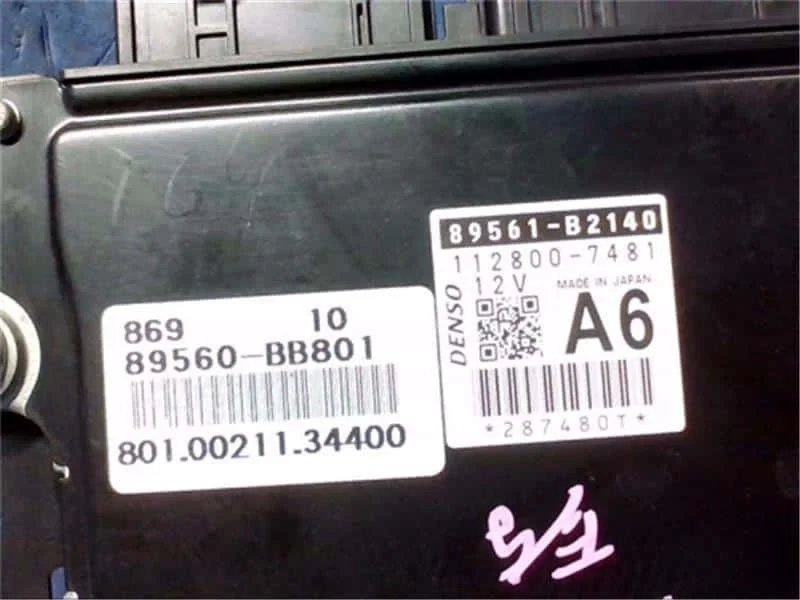 869 10
89560-BB801
801.00211.34400
89561-B2140
112800-7481
12V MADE IN JAPAN
DENSO
A6
*287480T*